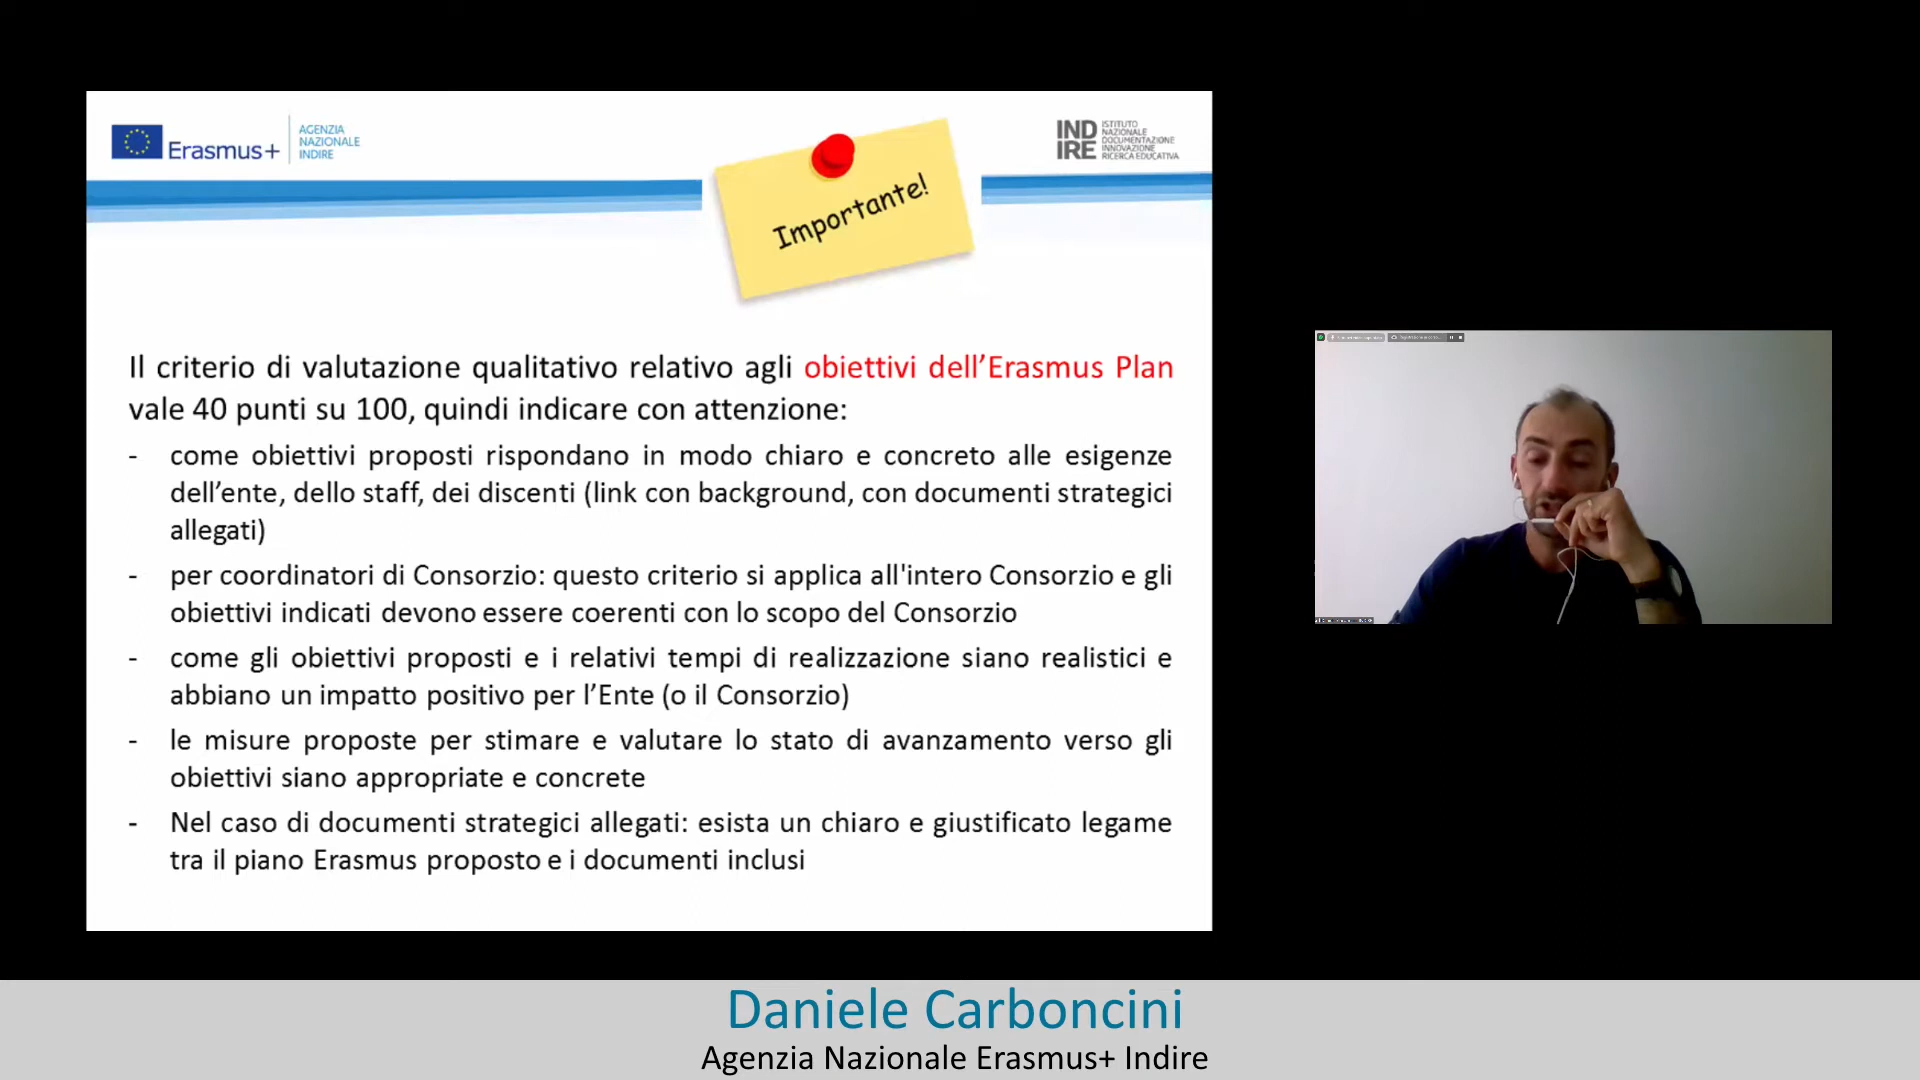 Erasmus+
AGENZIA
NAZIONALE
INDIRE
Importante!
IND
IRE
ISTITUTO
NAZIONALE
DOCUMENTAZIONE
INNOVAZIONE
RICERCA EDUCATIVA
Il criterio di valutazione qualitativo relativo agli obiettivi dell’Erasmus Plan
vale 40 punti su 100, quindi indicare con attenzione:
- come obiettivi proposti rispondano in modo chiaro e concreto alle esigenze
dell’ente, dello staff, dei discenti (link con background, con documenti strategici
allegati)
- per coordinatori di Consorzio: questo criterio si applica all'intero Consorzio e gli
obiettivi indicati devono essere coerenti con lo scopo del Consorzio
- come gli obiettivi proposti e i relativi tempi di realizzazione siano realistici e
abbiano un impatto positivo per l’Ente (o il Consorzio)
- le misure proposte per stimare e valutare lo stato di avanzamento verso gli
obiettivi siano appropriate e concrete
- Nel caso di documenti strategici allegati: esista un chiaro e giustificato legame
tra il piano Erasmus proposto e i documenti inclusi
Daniele Carboncini
Agenzia Nazionale Erasmus+ Indire